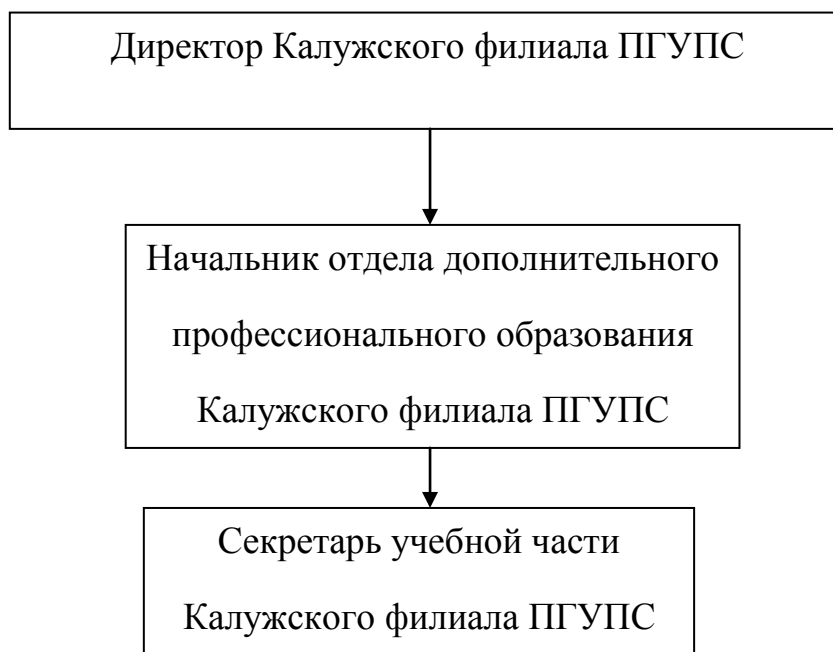 Директор Калужского филиала ПГУПС
Начальник отдела дополнительного
профессионального образования
Калужского филиала ПГУПС
Секретарь учебной части
Калужского филиала ПГУПС